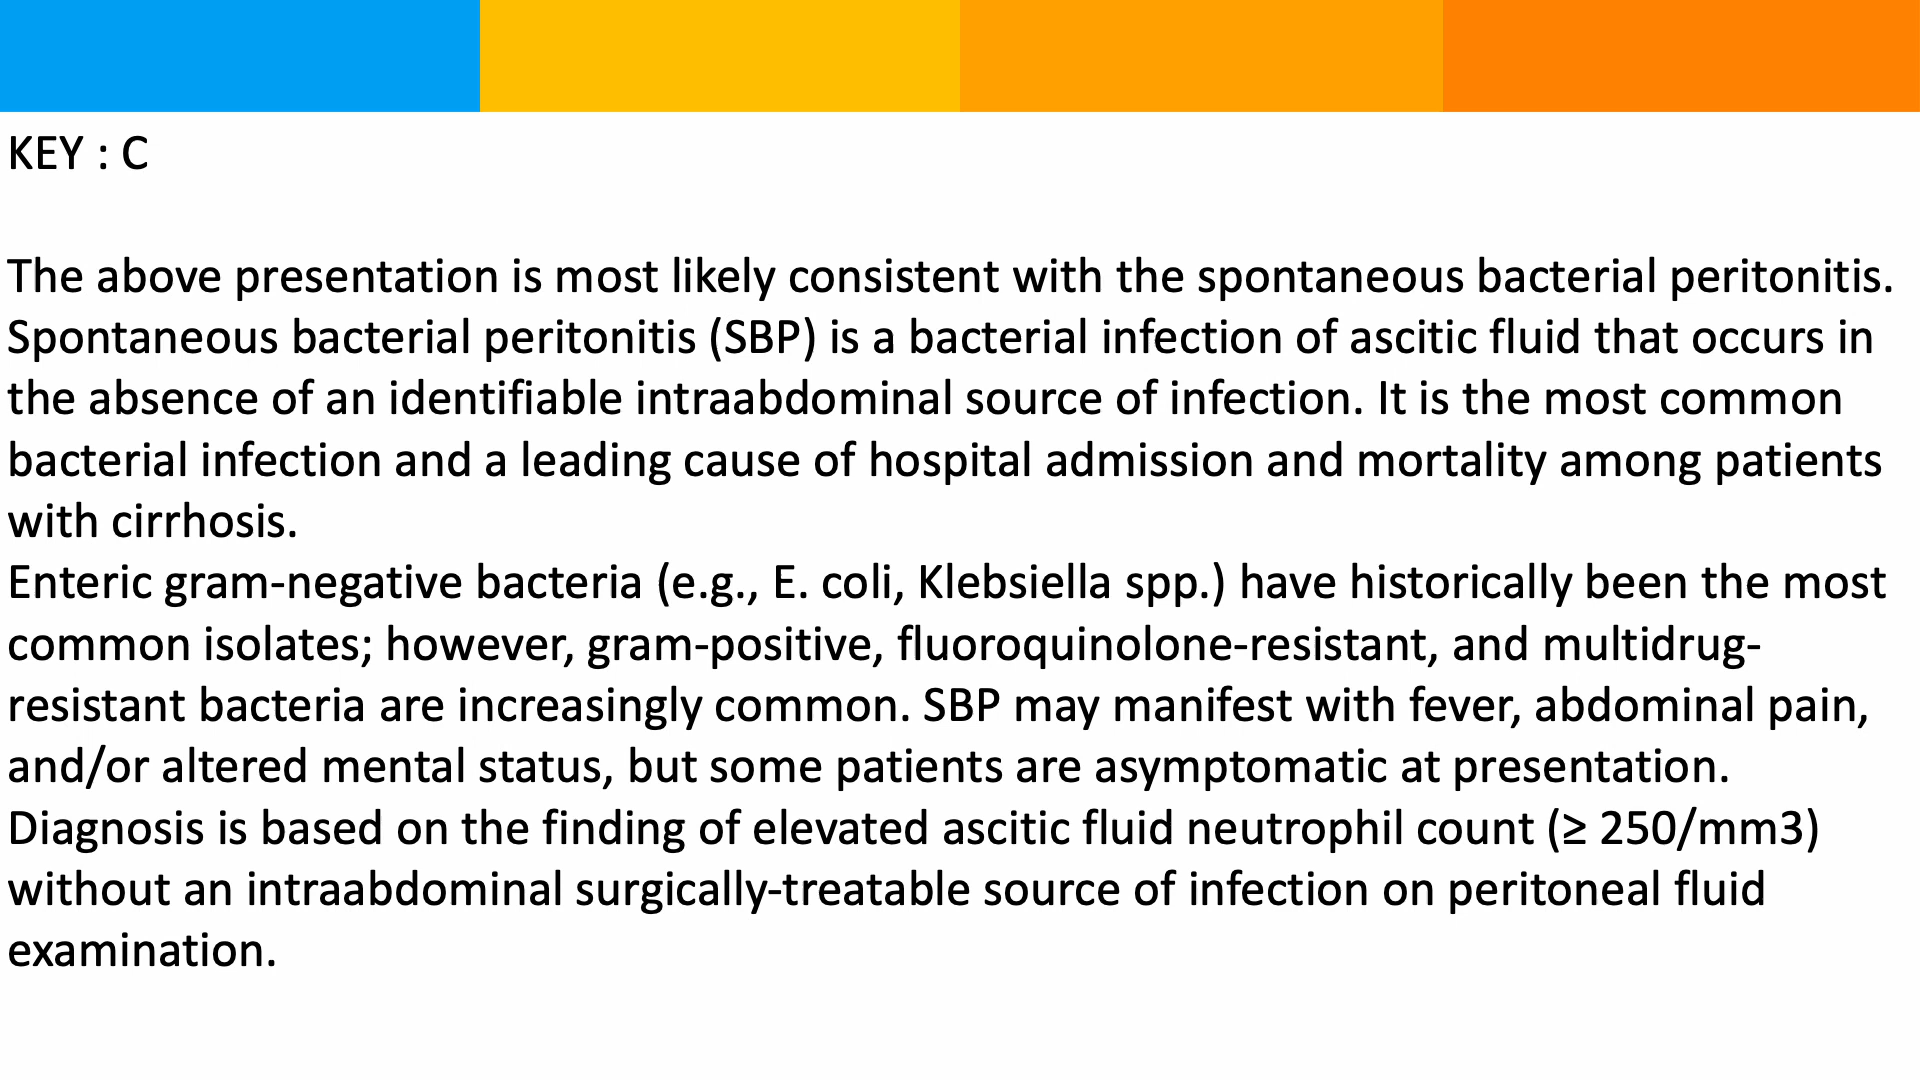 KEY : C
The above presentation is most likely consistent with the spontaneous bacterial peritonitis.
Spontaneous bacterial peritonitis (SBP) is a bacterial infection of ascitic fluid that occurs in
the absence of an identifiable intraabdominal source of infection. It is the most common
bacterial infection and a leading cause of hospital admission and mortality among patients
with cirrhosis.
Enteric gram-negative bacteria (e.g., E. coli, Klebsiella spp.) have historically been the most
common isolates; however, gram-positive, fluoroquinolone-resistant, and multidrug-
resistant bacteria are increasingly common. SBP may manifest with fever, abdominal pain,
and/or altered mental status, but some patients are asymptomatic at presentation.
Diagnosis is based on the finding of elevated ascitic fluid neutrophil count (≥ 250/mm3)
without an intraabdominal surgically-treatable source of infection on peritoneal fluid
examination.